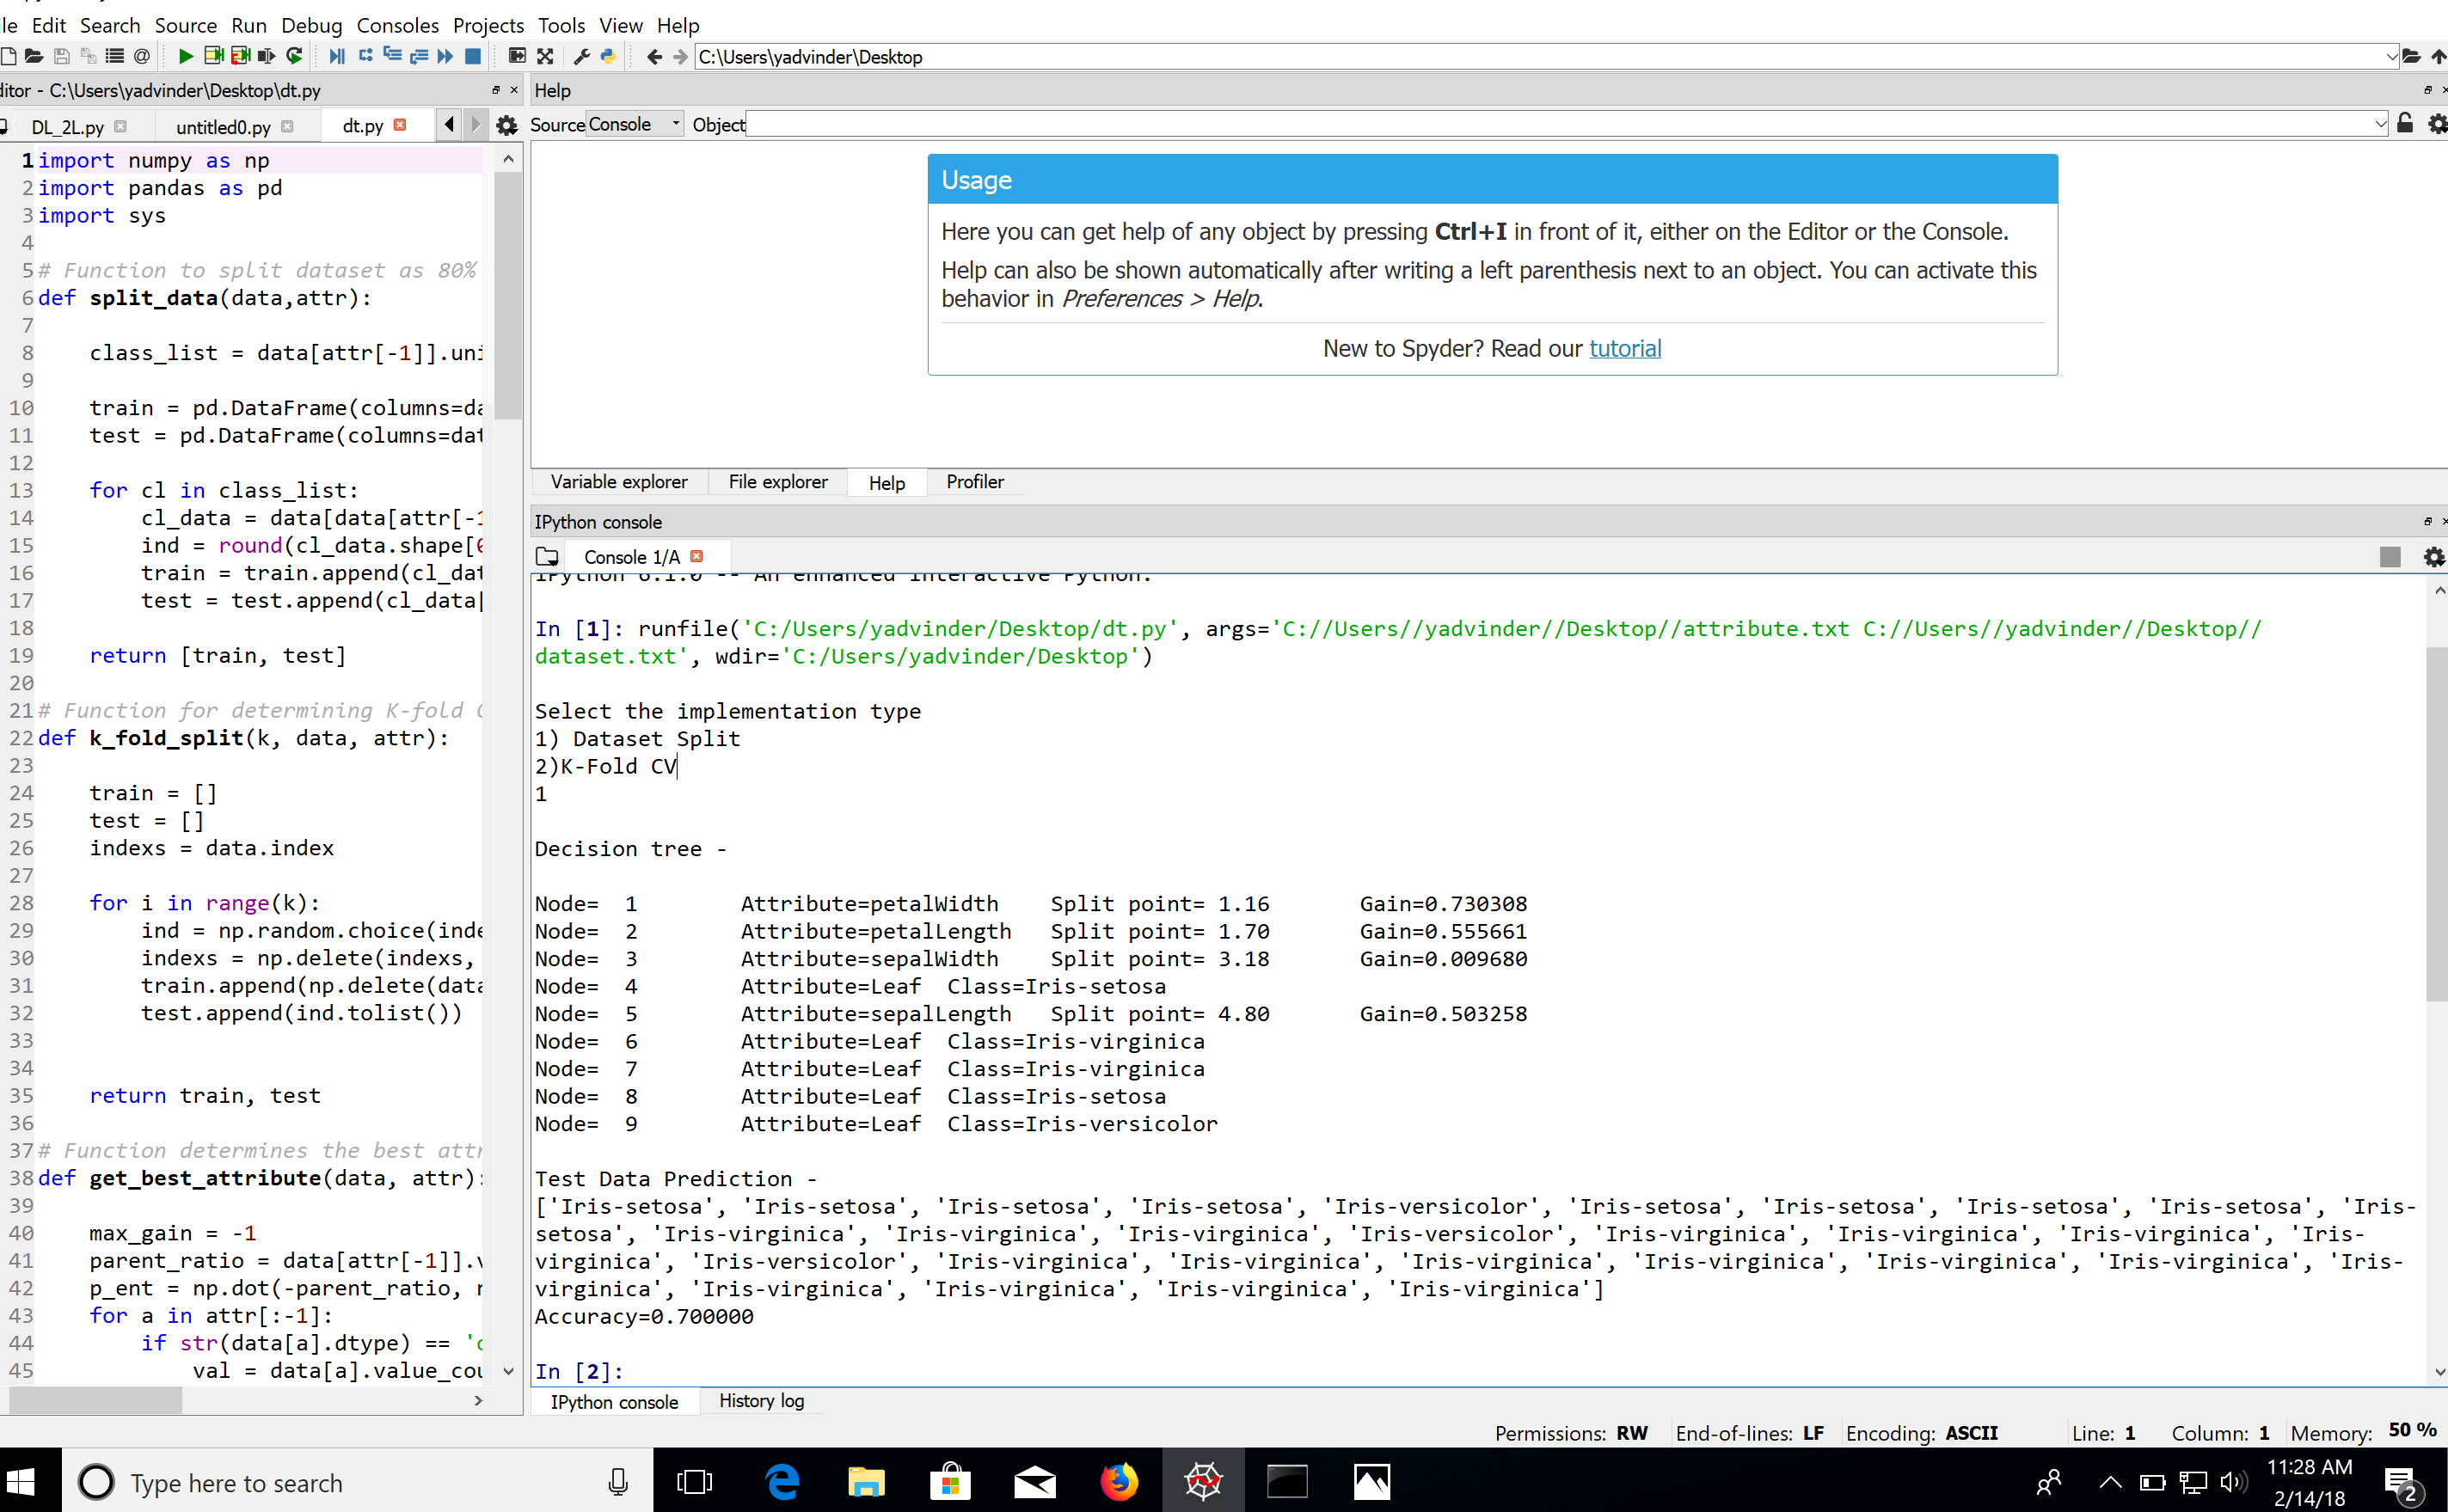 Edit Search Source Run Debug Consoles Projects Tools View Help
C:\Users\yadvinder\Desktop
C:\Users\yadvinder\Desktop\dt.py
DL_2L.py untitled0.py dt.py
1 import numpy as np
2 import pandas as pd
3 import sys
4
5 # Function to split dataset as 80%
6 def split_data(data,attr):
7
8 class_list = data[attr[-1]].uni
9
10 train = pd.DataFrame(columns=da
11 test = pd.DataFrame(columns=dat
12
13 for cl in class_list:
14 cl_data = data[data[attr[-1
15 ind = round(cl_data.shape[0
16 train = train.append(cl_dat
17 test = test.append(cl_data[
18
19 return [train, test]
20
21 # Function for determining K-fold C
22 def k_fold_split(k, data, attr):
23
24 train = []
25 test = []
26 indexs = data.index
27
28 for i in range(k):
29 ind = np.random.choice(inde
30 indexs = np.delete(indexs,
31 train.append(np.delete(data
32 test.append(ind.tolist())
33
34
35 return train, test
36
37 # Function determines the best attr
38 def get_best_attribute(data, attr):
39
40 max_gain = -1
41 parent_ratio = data[attr[-1]].v
42 p_ent = np.dot(-parent_ratio, n
43 for a in attr[:-1]:
44 if str(data[a].dtype) == 'o
45 val = data[a].value_cou
Help
Source Console Object
Usage
Here you can get help of any object by pressing Ctrl+I in front of it, either on the Editor or the Console.
Help can also be shown automatically after writing a left parenthesis next to an object. You can activate this
behavior in Preferences > Help.
New to Spyder? Read our tutorial
Variable explorer File explorer Help Profiler
IPython console
Console 1/A
IPython 6.1.0 -- An enhanced Interactive Python.
In [1]: runfile('C:/Users/yadvinder/Desktop/dt.py', args='C://Users//yadvinder//Desktop//attribute.txt C://Users//yadvinder//Desktop//
dataset.txt', wdir='C:/Users/yadvinder/Desktop')
Select the implementation type
1) Dataset Split
2)K-Fold CV
1
Decision tree -
Node= 1 Attribute=petalWidth Split point= 1.16 Gain=0.730308
Node= 2 Attribute=petalLength Split point= 1.70 Gain=0.555661
Node= 3 Attribute=sepalWidth Split point= 3.18 Gain=0.009680
Node= 4 Attribute=Leaf Class=Iris-setosa
Node= 5 Attribute=sepalLength Split point= 4.80 Gain=0.503258
Node= 6 Attribute=Leaf Class=Iris-virginica
Node= 7 Attribute=Leaf Class=Iris-virginica
Node= 8 Attribute=Leaf Class=Iris-setosa
Node= 9 Attribute=Leaf Class=Iris-versicolor
Test Data Prediction -
['Iris-setosa', 'Iris-setosa', 'Iris-setosa', 'Iris-setosa', 'Iris-versicolor', 'Iris-setosa', 'Iris-setosa', 'Iris-setosa', 'Iris-setosa', 'Iris-
setosa', 'Iris-virginica', 'Iris-virginica', 'Iris-virginica', 'Iris-versicolor', 'Iris-virginica', 'Iris-virginica', 'Iris-virginica', 'Iris-
virginica', 'Iris-versicolor', 'Iris-virginica', 'Iris-virginica', 'Iris-virginica', 'Iris-virginica', 'Iris-virginica', 'Iris-virginica', 'Iris-
virginica', 'Iris-virginica', 'Iris-virginica', 'Iris-virginica', 'Iris-virginica']
Accuracy=0.700000
In [2]:
IPython console History log
Permissions: RW End-of-lines: LF Encoding: ASCII Line: 1 Column: 1 Memory: 50 %
Type here to search
11:28 AM
2/14/18
2